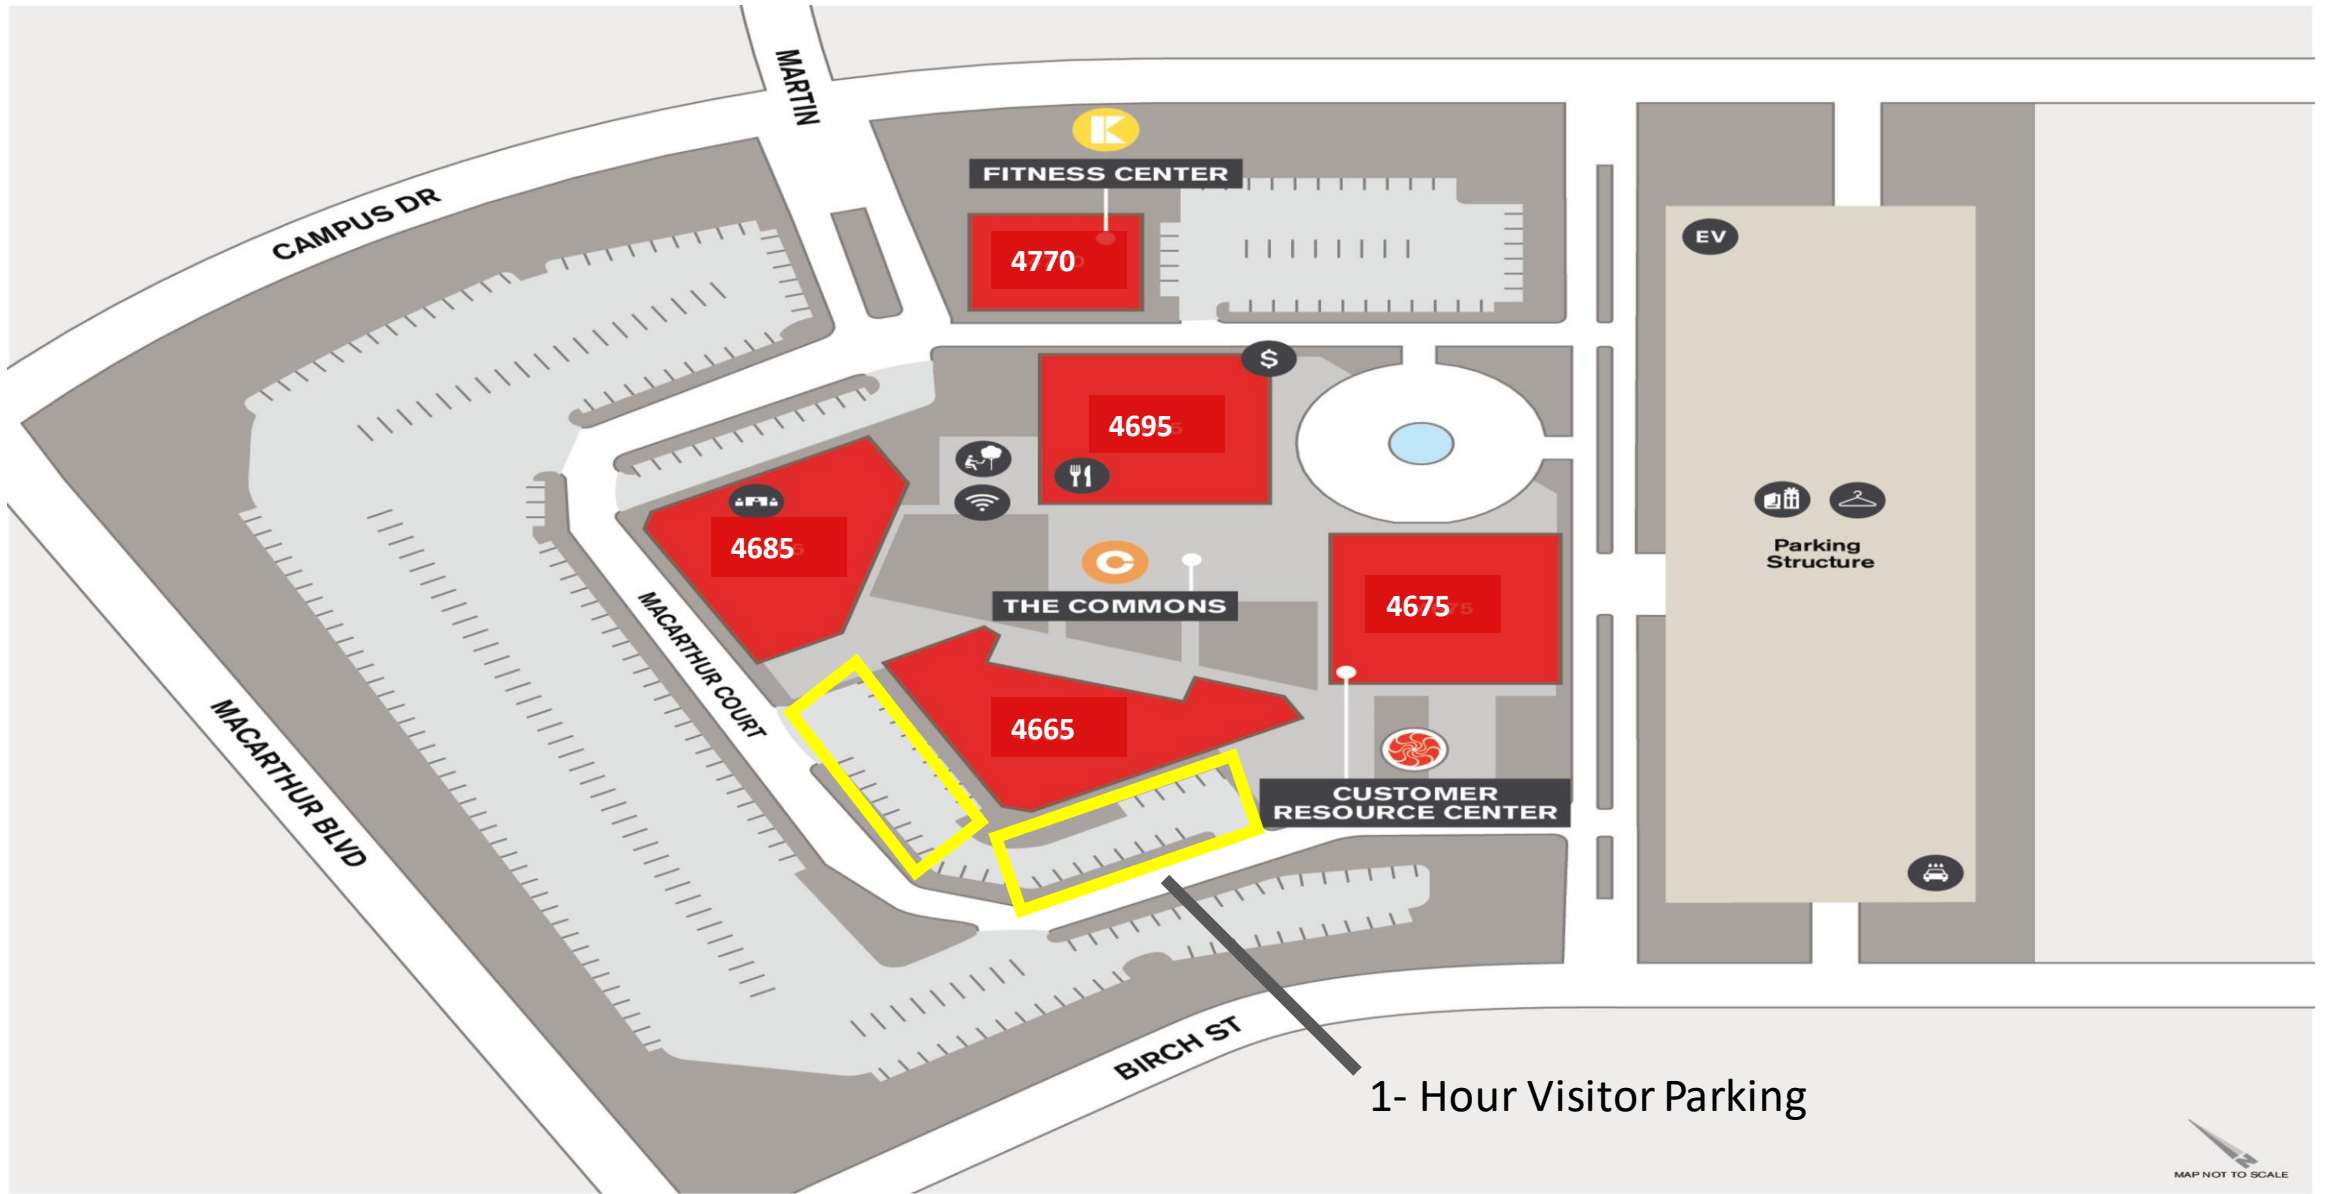 MARTIN
CAMPUS DR
K
FITNESS CENTER
4770
EV
$
4695
4685
Parking
Structure
C
THE COMMONS
4675
MACARTHUR COURT
4665
MACARTHUR BLVD
CUSTOMER
RESOURCE CENTER
BIRCH ST
1- Hour Visitor Parking
N
MAP NOT TO SCALE